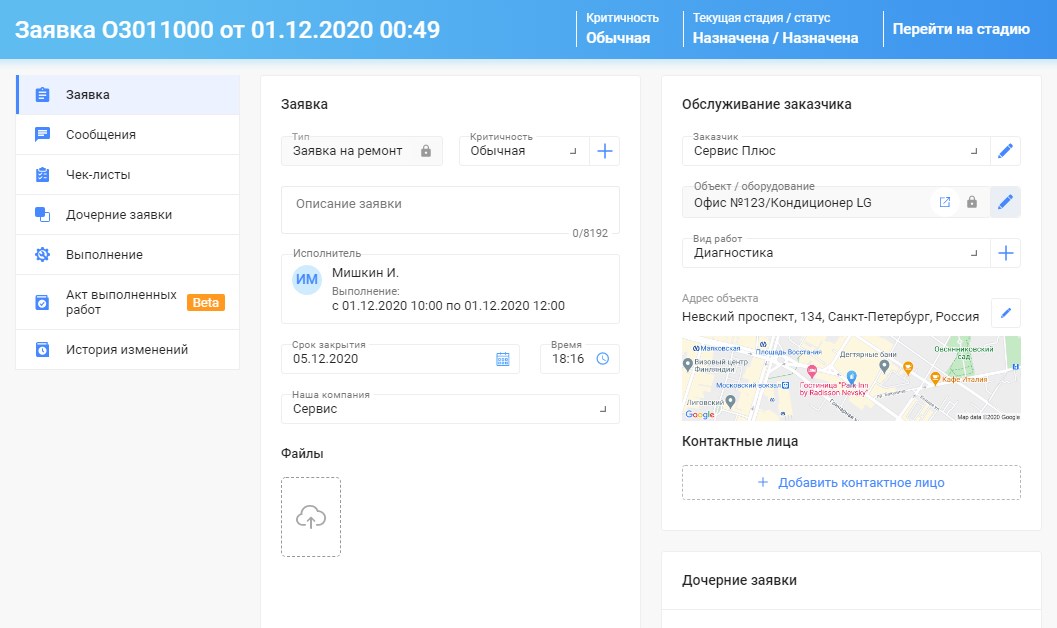 Заявка О3011000 от 01.12.2020 00:49
Критичность
Обычная
Текущая стадия / статус
Назначена / Назначена
Перейти на стадию
Заявка
Сообщения
Чек-листы
Дочерние заявки
Выполнение
Акт выполненных
работ
Beta
История изменений
Заявка
Тип
Заявка на ремонт
Критичность
Обычная
Описание заявки
0/8192
Исполнитель
ИМ
Мишкин И.
Выполнение:
с 01.12.2020 10:00 по 01.12.2020 12:00
Срок закрытия
05.12.2020
Время
18:16
Наша компания
Сервис
Файлы
Обслуживание заказчика
Заказчик
Сервис Плюс
Объект / оборудование
Офис №123/Кондиционер LG
Вид работ
Диагностика
Адрес объекта
Невский проспект, 134, Санкт-Петербург, Россия
Маяковская
Площадь Восстания
Дегтярные бани
Овсянниковский
сад
Визовый центр
Финляндии
Московский вокзал
Гостиница "Park Inn
by Radisson Nevsky"
Кафе Италия
Лиговский
Гончарная ул.
Google
Map data ©2020 Google
Контактные лица
Добавить контактное лицо
Дочерние заявки